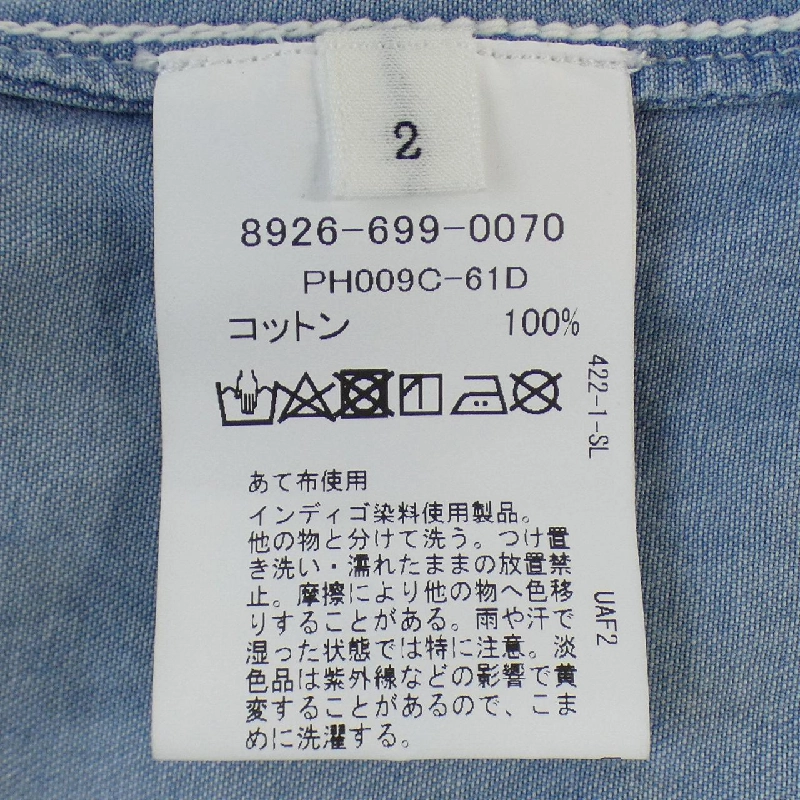 2
8926-699-0070
PH009C-61D
コットン 100%
422-1-SL
あて布使用
インディゴ染料使用製品。
他の物と分けて洗う。つけ置
き洗い・濡れたままの放置禁
止。摩擦により他の物へ色移
りすることがある。雨や汗で
湿った状態では特に注意。淡
色品は紫外線などの影響で黄
変することがあるので、こま
めに洗濯する。
UAF2